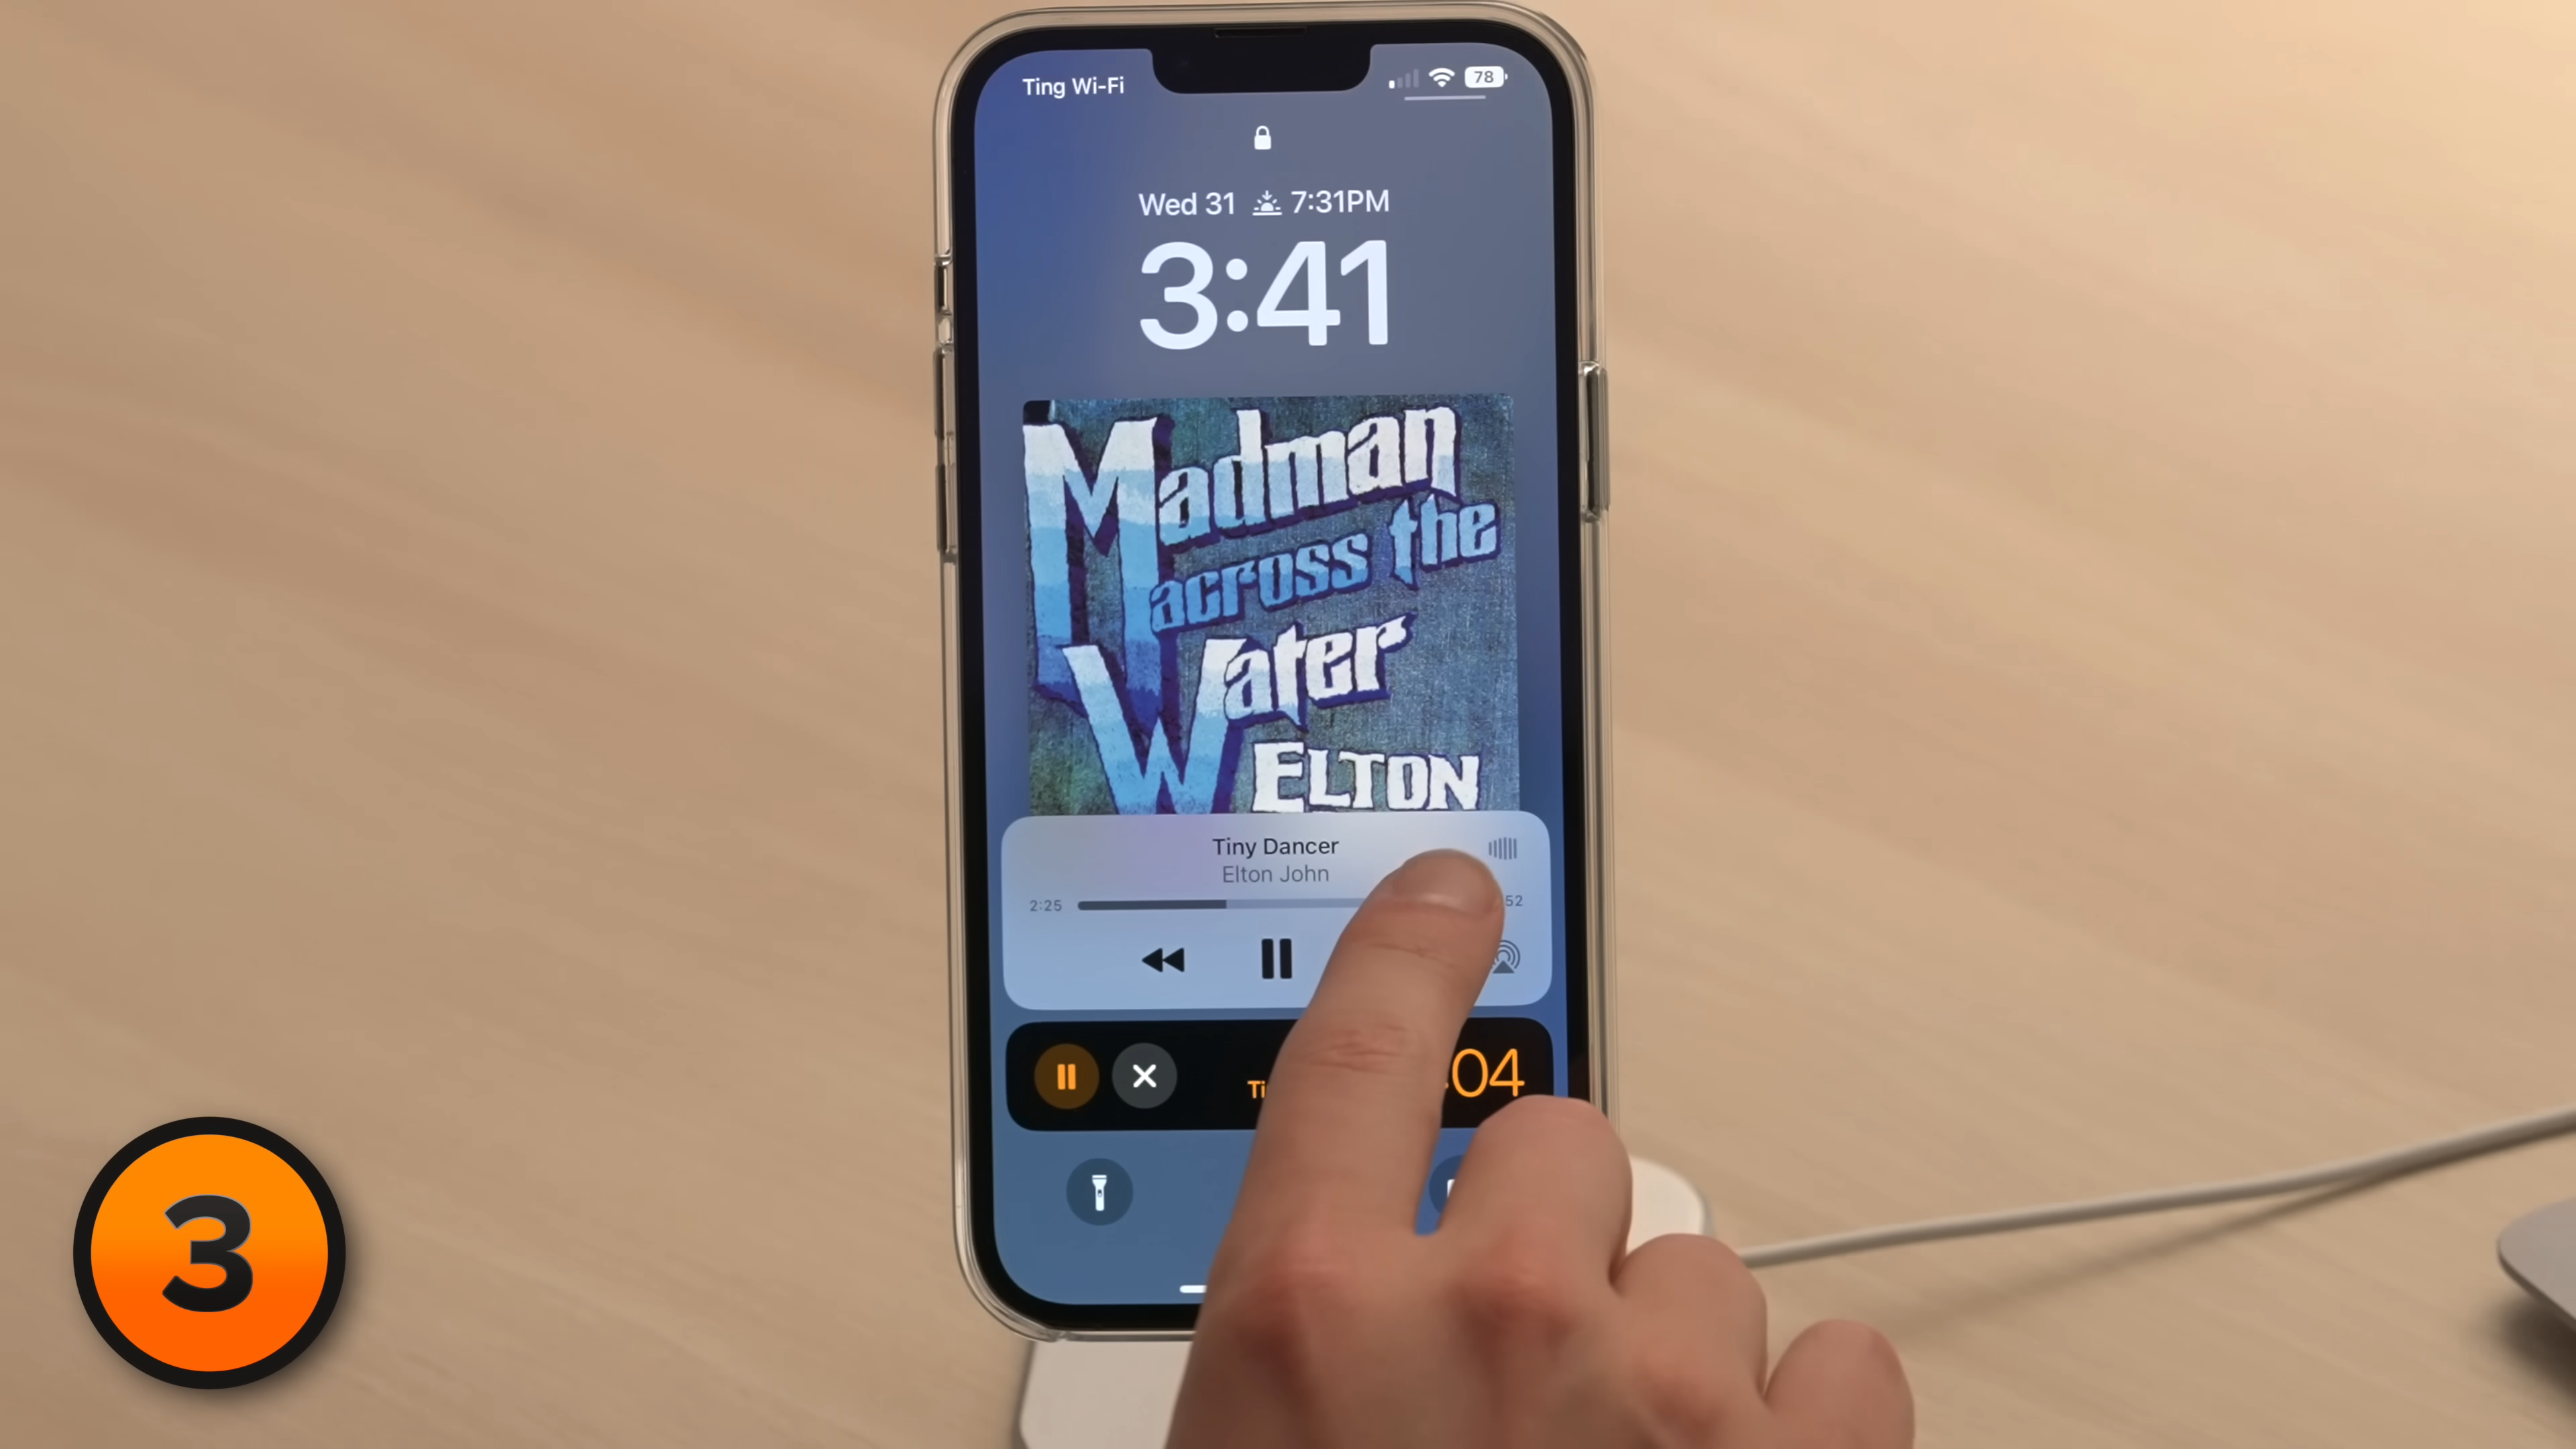 Ting Wi-Fi
78
Wed 31 7:31PM
3:41
Madman
across the
Water
ELTON
Tiny Dancer
Elton John
2:25
52
04
3